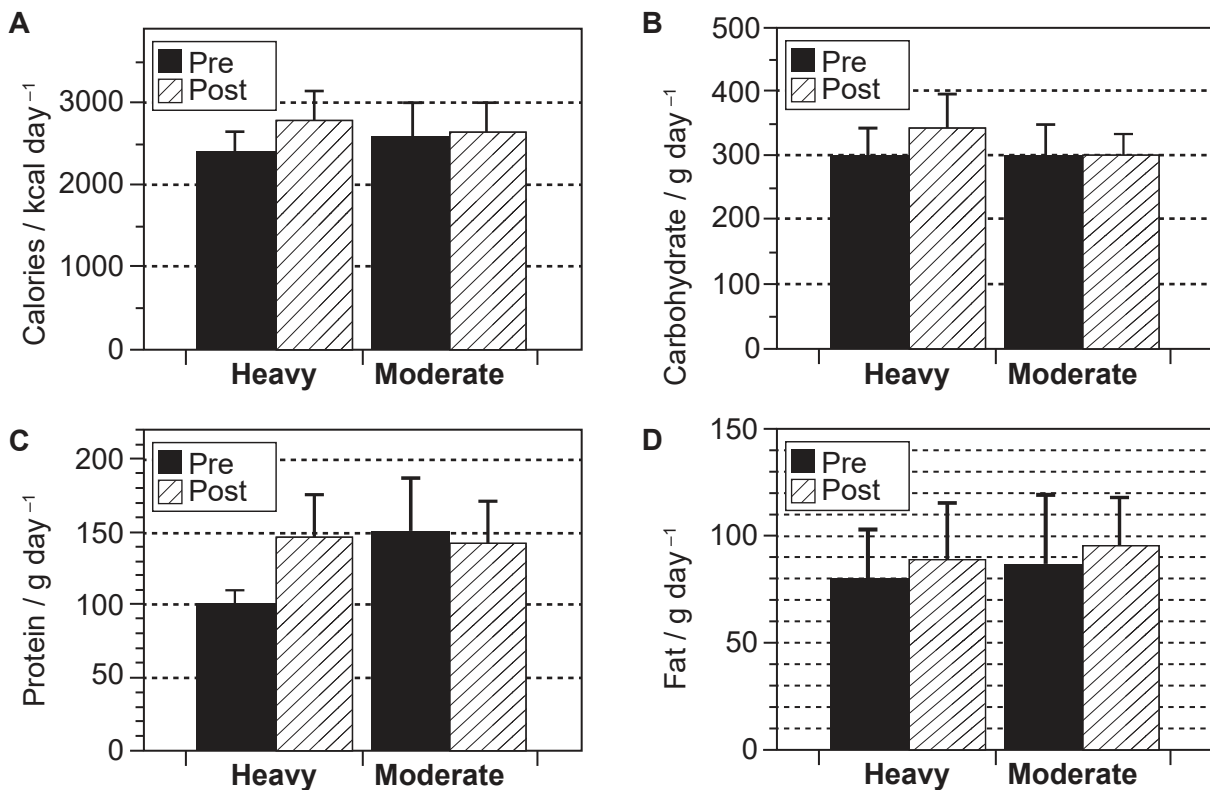 A
Calories / kcal day⁻¹
Pre
Post
3000
2000
1000
0
Heavy Moderate
B
Carbohydrate / g day⁻¹
Pre
Post
500
400
300
200
100
0
Heavy Moderate
C
Protein / g day⁻¹
Pre
Post
200
150
100
50
0
Heavy Moderate
D
Fat / g day⁻¹
Pre
Post
150
100
50
0
Heavy Moderate